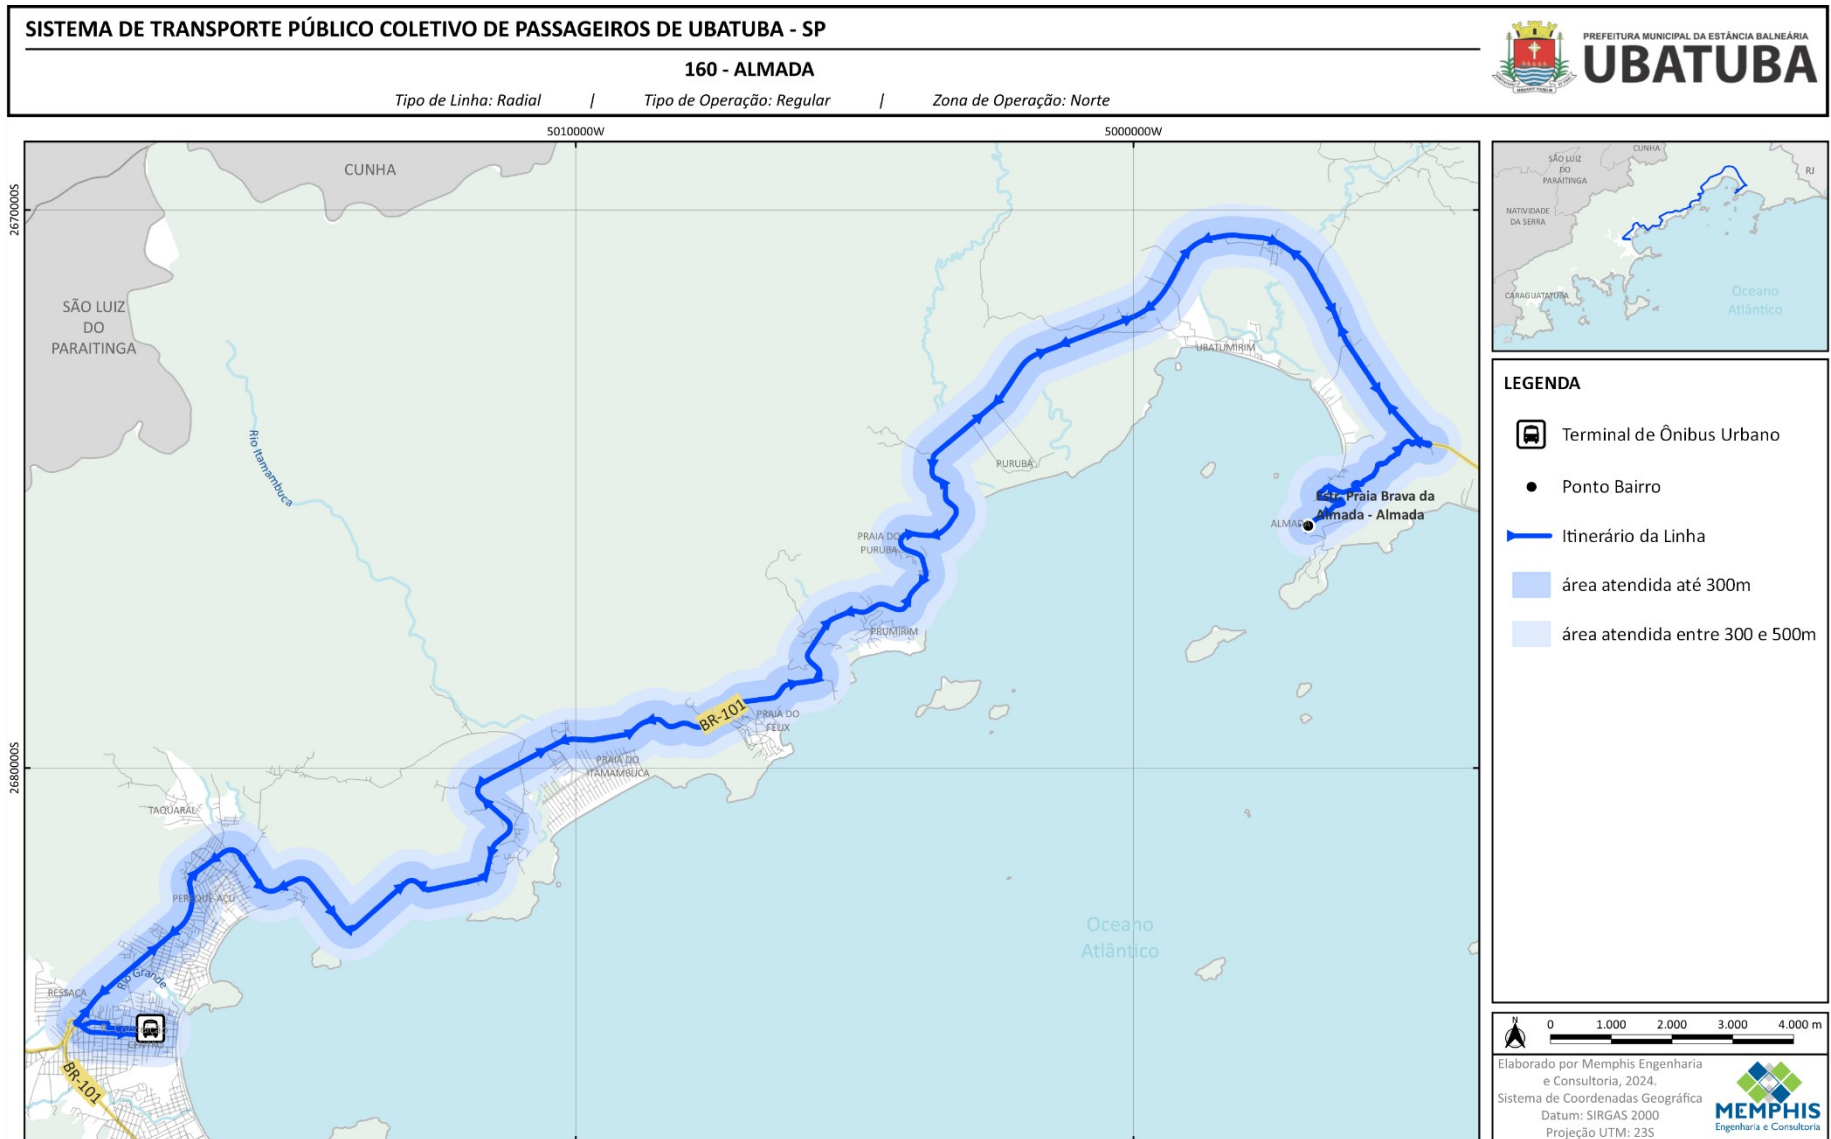 SISTEMA DE TRANSPORTE PÚBLICO COLETIVO DE PASSAGEIROS DE UBATUBA - SP
160 - ALMADA
Tipo de Linha: Radial | Tipo de Operação: Regular | Zona de Operação: Norte
PREFEITURA MUNICIPAL DA ESTÂNCIA BALNEÁRIA
UBATUBA
5010000W
5000000W
2670000S
2680000S
CUNHA
SÃO LUIZ
DO
PARAITINGA
Rio Itamambuca
UBATUMIRIM
PURUBA
Estr. Praia Brava da
Almada - Almada
ALMADA
PRAIA DO
PURUBA
PRUMIRIM
BR-101
PRAIA DO
FÉLIX
PRAIA DO
ITAMAMBUCA
TAQUARAL
PEREQUÊ-AÇU
Rio Grande
RESSACA
CENTRO
BR-101
Oceano
Atlântico
CUNHA
SÃO LUIZ
DO
PARAITINGA
RJ
NATIVIDADE
DA SERRA
CARAGUATATUBA
Oceano
Atlântico
LEGENDA
Terminal de Ônibus Urbano
Ponto Bairro
Itinerário da Linha
área atendida até 300m
área atendida entre 300 e 500m
N
0 1.000 2.000 3.000 4.000 m
Elaborado por Memphis Engenharia
e Consultoria, 2024.
Sistema de Coordenadas Geográfica
Datum: SIRGAS 2000
Projeção UTM: 23S
MEMPHIS
Engenharia e Consultoria